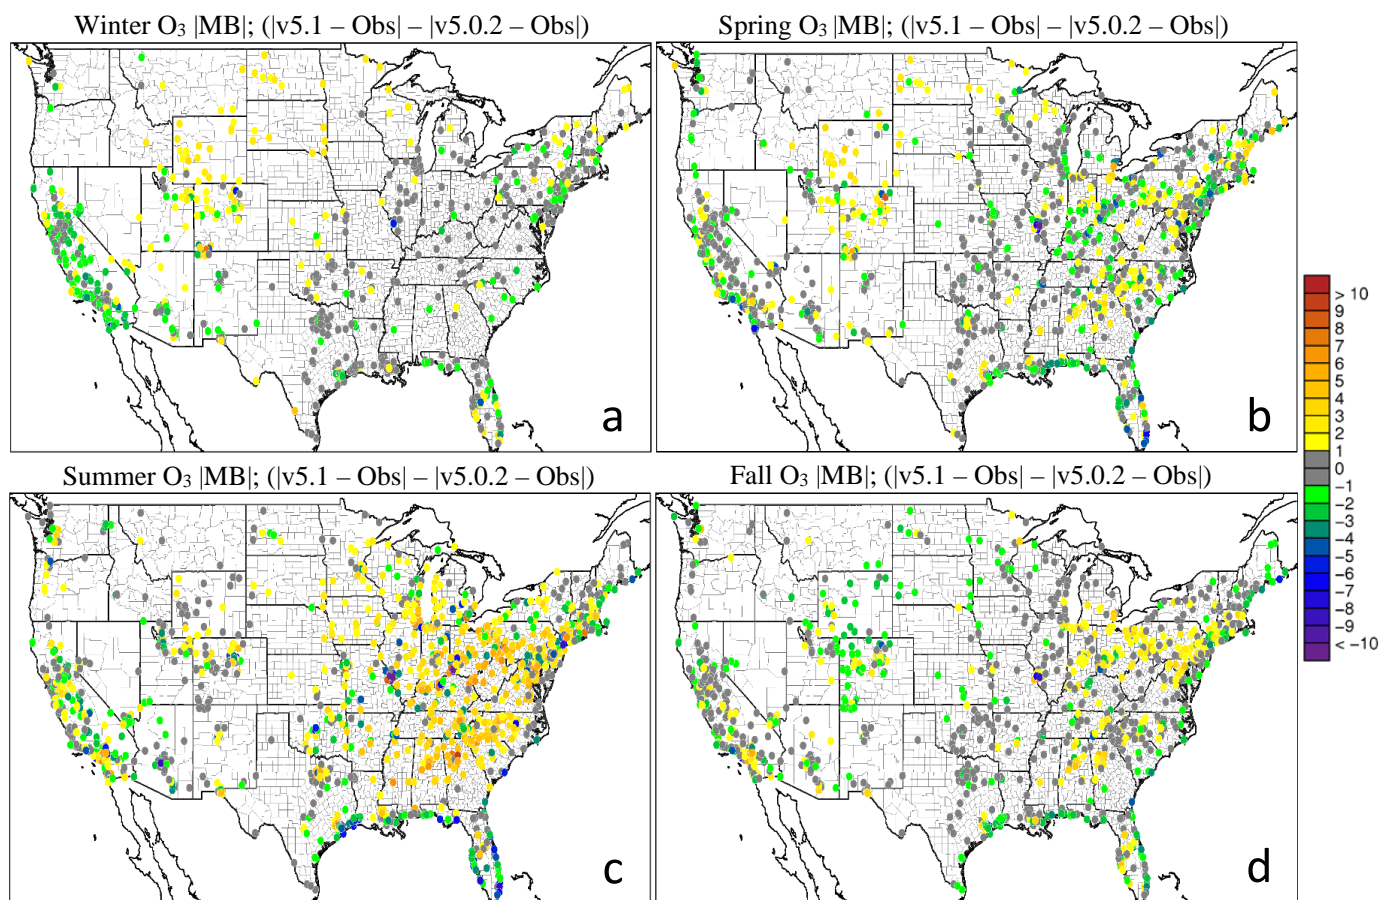 Winter O₃ |MB|; (|v5.1 – Obs| – |v5.0.2 – Obs|)
Spring O₃ |MB|; (|v5.1 – Obs| – |v5.0.2 – Obs|)
a
b
Summer O₃ |MB|; (|v5.1 – Obs| – |v5.0.2 – Obs|)
Fall O₃ |MB|; (|v5.1 – Obs| – |v5.0.2 – Obs|)
c
d
> 10
9
8
7
6
5
4
3
2
1
0
−1
−2
−3
−4
−5
−6
−7
−8
−9
< −10